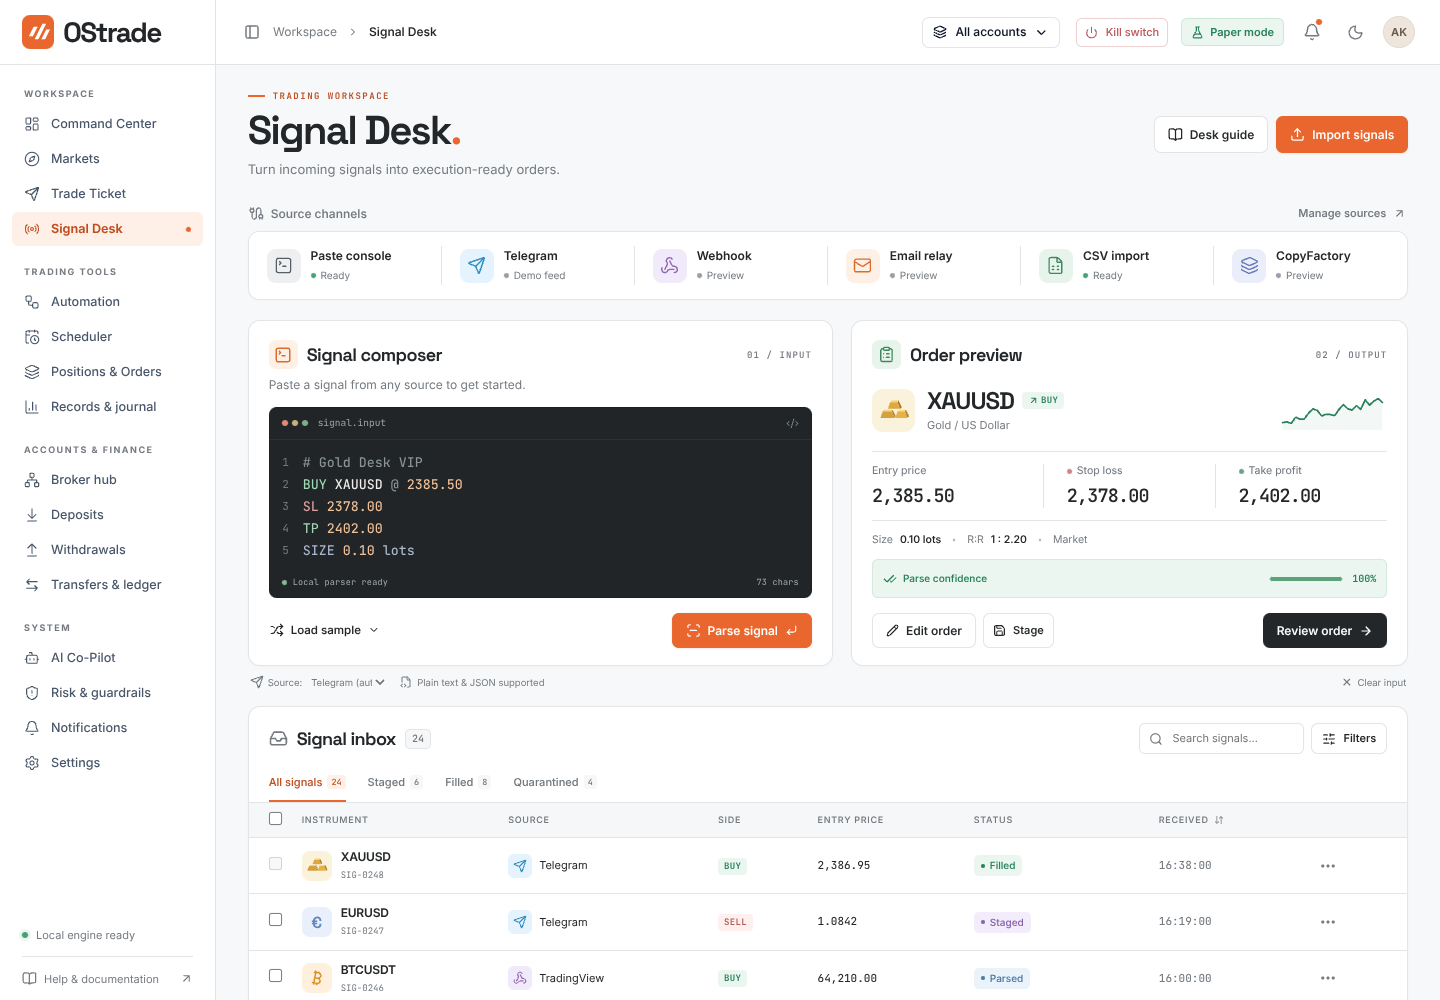 OStrade
Workspace > Signal Desk
All accounts
Kill switch
Paper mode
AK
WORKSPACE
Command Center
Markets
Trade Ticket
Signal Desk
TRADING TOOLS
Automation
Scheduler
Positions & Orders
Records & journal
ACCOUNTS & FINANCE
Broker hub
Deposits
Withdrawals
Transfers & ledger
SYSTEM
AI Co-Pilot
Risk & guardrails
Notifications
Settings
Local engine ready
Help & documentation
TRADING WORKSPACE
Signal Desk.
Turn incoming signals into execution-ready orders.
Desk guide
Import signals
Source channels
Manage sources
Paste console
Ready
Telegram
Demo feed
Webhook
Preview
Email relay
Preview
CSV import
Ready
CopyFactory
Preview
Signal composer
01 / INPUT
Paste a signal from any source to get started.
signal.input </>
1 # Gold Desk VIP
2 BUY XAUUSD @ 2385.50
3 SL 2378.00
4 TP 2402.00
5 SIZE 0.10 lots
Local parser ready
73 chars
Load sample
Parse signal
Order preview
02 / OUTPUT
XAUUSD
BUY
Gold / US Dollar
Entry price
2,385.50
Stop loss
2,378.00
Take profit
2,402.00
Size 0.10 lots • R:R 1 : 2.20 • Market
Parse confidence
100%
Edit order
Stage
Review order
Source: Telegram (aut
Plain text & JSON supported
Clear input
Signal inbox 24
Search signals...
Filters
All signals 24
Staged 6
Filled 8
Quarantined 4
INSTRUMENT SOURCE SIDE ENTRY PRICE STATUS RECEIVED
XAUUSD
SIG-0248
Telegram BUY 2,386.95 Filled 16:38:00
€
EURUSD
SIG-0247
Telegram SELL 1.0842 Staged 16:19:00
BTCUSDT
SIG-0246
TradingView BUY 64,210.00 Parsed 16:00:00